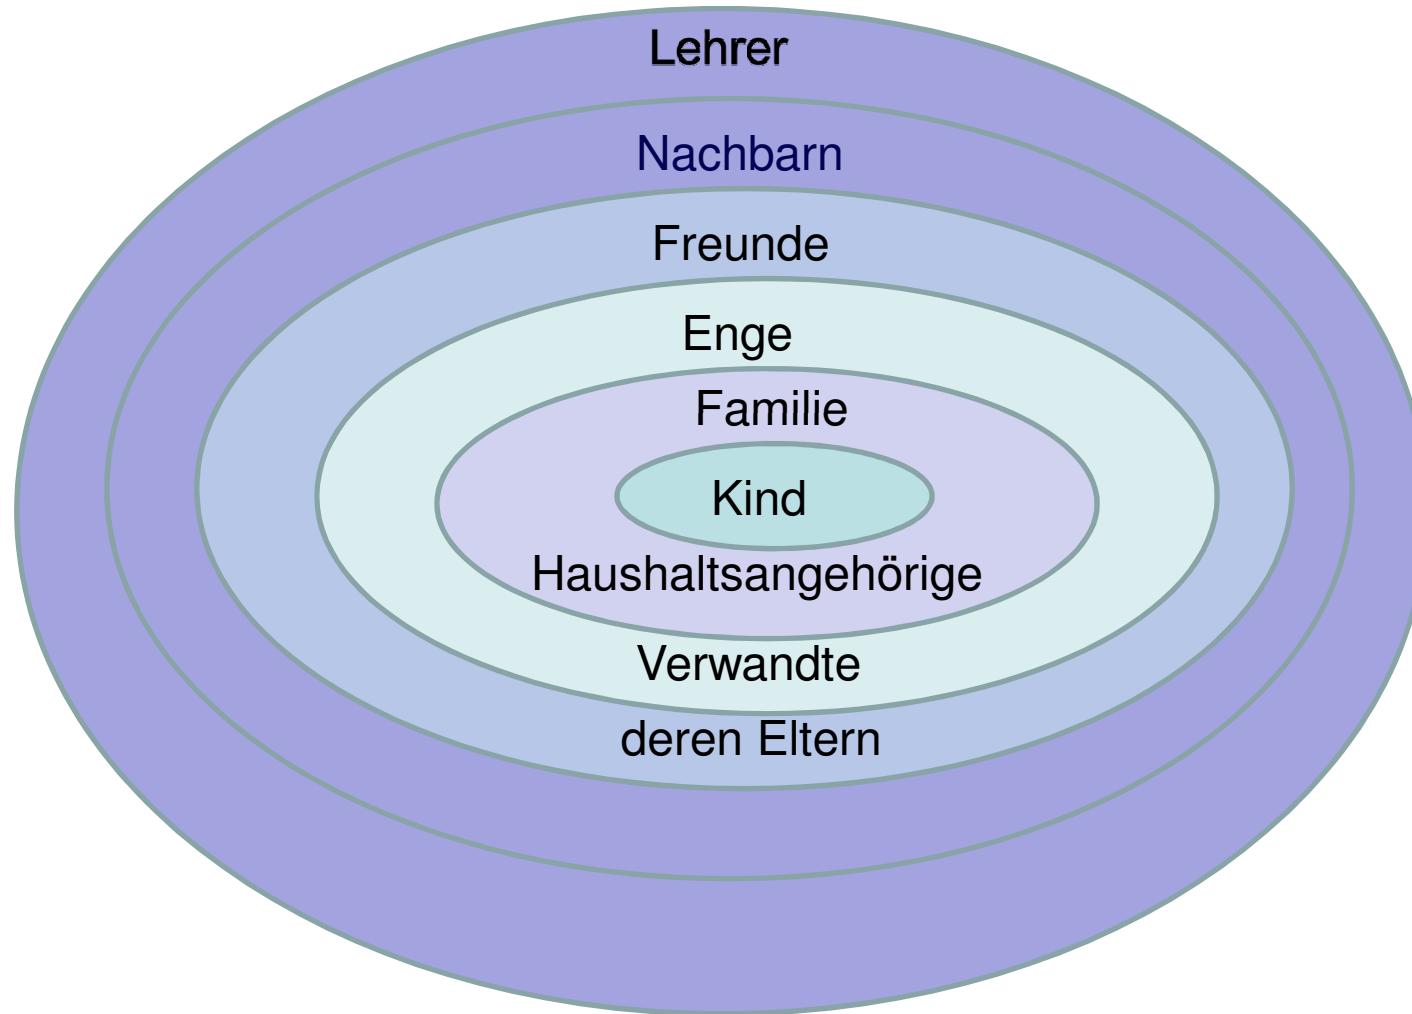 Lehrer
Nachbarn
Freunde
Enge
Familie
Kind
Haushaltsangehörige
Verwandte
deren Eltern